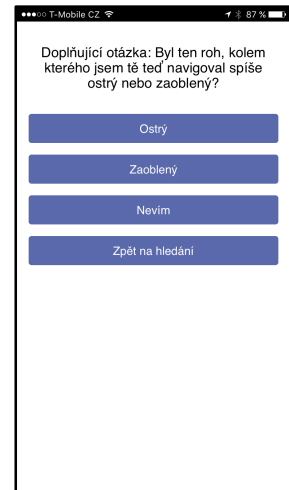 T-Mobile CZ 87 %
Doplňující otázka: Byl ten roh, kolem
kterého jsem tě teď navigoval spíše
ostrý nebo zaoblený?
Ostrý
Zaoblený
Nevím
Zpět na hledání